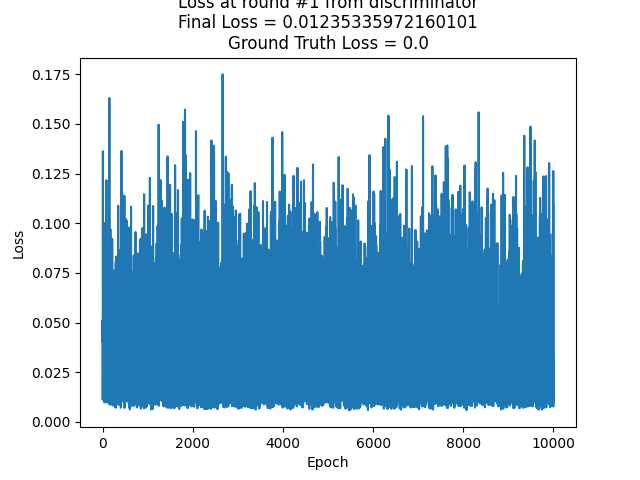 Loss at round #1 from discriminator
Final Loss = 0.01235335972160101
Ground Truth Loss = 0.0
0.175
0.150
0.125
0.100
0.075
0.050
0.025
0.000
Loss
0 2000 4000 6000 8000 10000
Epoch